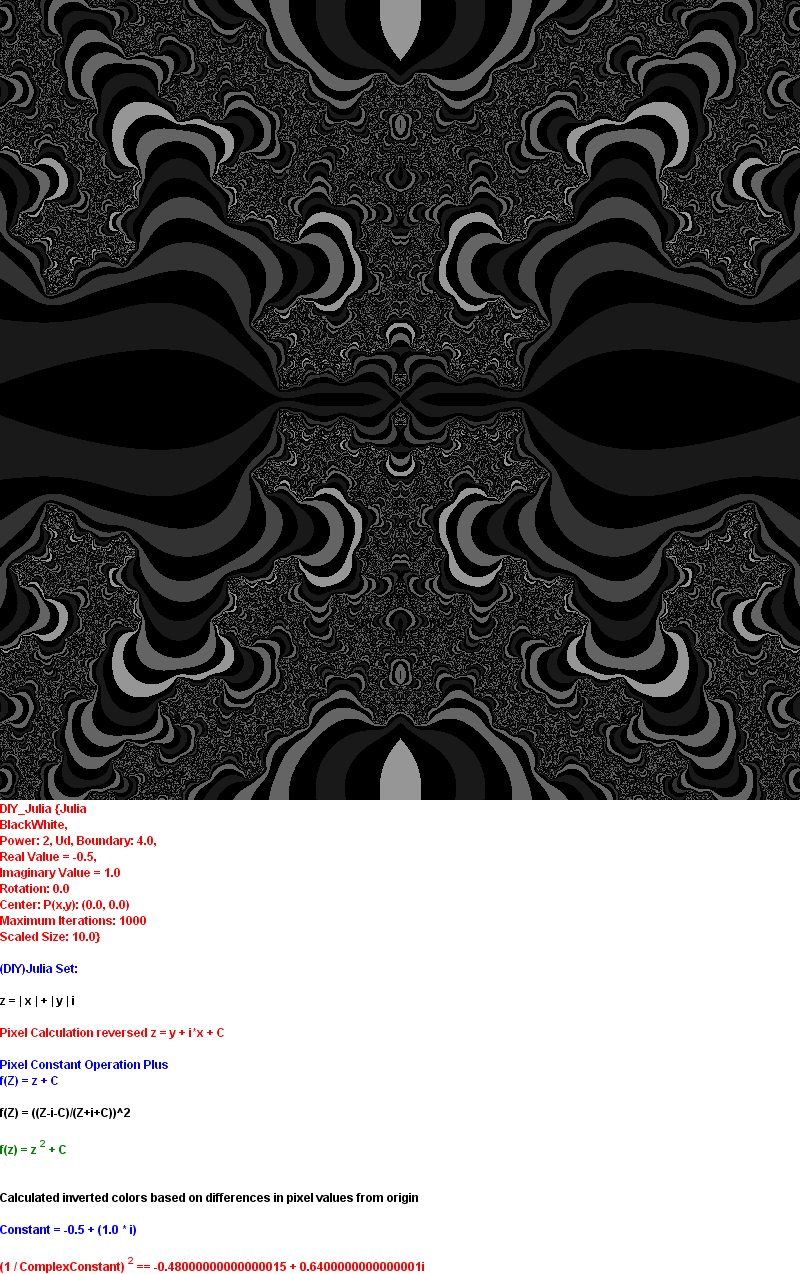 DIY_Julia {Julia
BlackWhite,
Power: 2, Ud, Boundary: 4.0,
Real Value = -0.5,
Imaginary Value = 1.0
Rotation: 0.0
Center: P(x,y): (0.0, 0.0)
Maximum Iterations: 1000
Scaled Size: 10.0}
(DIY)Julia Set:
z = | x | + | y | i
Pixel Calculation reversed z = y + i*x + C
Pixel Constant Operation Plus
f(Z) = z + C
f(Z) = ((Z-i-C)/(Z+i+C))^2
f(z) = z 2 + C
Calculated inverted colors based on differences in pixel values from origin
Constant = -0.5 + (1.0 * i)
(1 / ComplexConstant) 2 == -0.48000000000000015 + 0.6400000000000001i